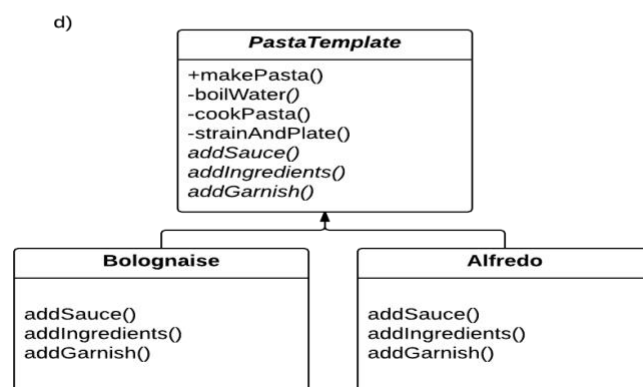 d)
PastaTemplate
+makePasta()
-boilWater()
-cookPasta()
-strainAndPlate()
addSauce()
addIngredients()
addGarnish()
Bolognaise
addSauce()
addIngredients()
addGarnish()
Alfredo
addSauce()
addIngredients()
addGarnish()